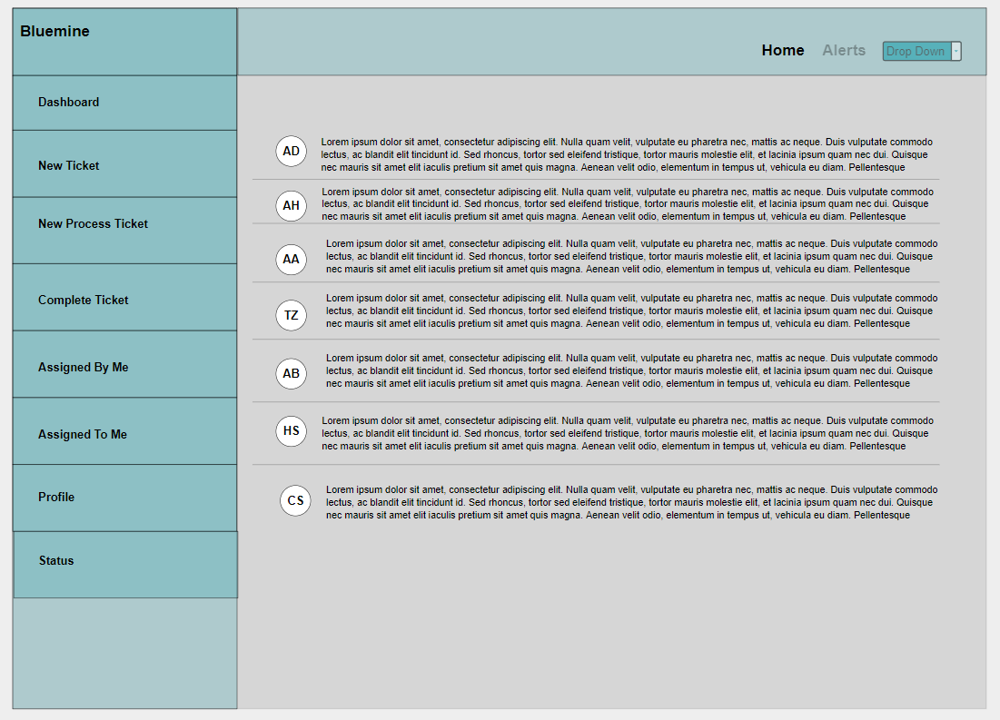 Bluemine
Home Alerts Drop Down
Dashboard
New Ticket
New Process Ticket
Complete Ticket
Assigned By Me
Assigned To Me
Profile
Status
AD
Lorem ipsum dolor sit amet, consectetur adipiscing elit. Nulla quam velit, vulputate eu pharetra nec, mattis ac neque. Duis vulputate commodo
lectus, ac blandit elit tincidunt id. Sed rhoncus, tortor sed eleifend tristique, tortor mauris molestie elit, et lacinia ipsum quam nec dui. Quisque
nec mauris sit amet elit iaculis pretium sit amet quis magna. Aenean velit odio, elementum in tempus ut, vehicula eu diam. Pellentesque
AH
Lorem ipsum dolor sit amet, consectetur adipiscing elit. Nulla quam velit, vulputate eu pharetra nec, mattis ac neque. Duis vulputate commodo
lectus, ac blandit elit tincidunt id. Sed rhoncus, tortor sed eleifend tristique, tortor mauris molestie elit, et lacinia ipsum quam nec dui. Quisque
nec mauris sit amet elit iaculis pretium sit amet quis magna. Aenean velit odio, elementum in tempus ut, vehicula eu diam. Pellentesque
AA
Lorem ipsum dolor sit amet, consectetur adipiscing elit. Nulla quam velit, vulputate eu pharetra nec, mattis ac neque. Duis vulputate commodo
lectus, ac blandit elit tincidunt id. Sed rhoncus, tortor sed eleifend tristique, tortor mauris molestie elit, et lacinia ipsum quam nec dui. Quisque
nec mauris sit amet elit iaculis pretium sit amet quis magna. Aenean velit odio, elementum in tempus ut, vehicula eu diam. Pellentesque
TZ
Lorem ipsum dolor sit amet, consectetur adipiscing elit. Nulla quam velit, vulputate eu pharetra nec, mattis ac neque. Duis vulputate commodo
lectus, ac blandit elit tincidunt id. Sed rhoncus, tortor sed eleifend tristique, tortor mauris molestie elit, et lacinia ipsum quam nec dui. Quisque
nec mauris sit amet elit iaculis pretium sit amet quis magna. Aenean velit odio, elementum in tempus ut, vehicula eu diam. Pellentesque
AB
Lorem ipsum dolor sit amet, consectetur adipiscing elit. Nulla quam velit, vulputate eu pharetra nec, mattis ac neque. Duis vulputate commodo
lectus, ac blandit elit tincidunt id. Sed rhoncus, tortor sed eleifend tristique, tortor mauris molestie elit, et lacinia ipsum quam nec dui. Quisque
nec mauris sit amet elit iaculis pretium sit amet quis magna. Aenean velit odio, elementum in tempus ut, vehicula eu diam. Pellentesque
HS
Lorem ipsum dolor sit amet, consectetur adipiscing elit. Nulla quam velit, vulputate eu pharetra nec, mattis ac neque. Duis vulputate commodo
lectus, ac blandit elit tincidunt id. Sed rhoncus, tortor sed eleifend tristique, tortor mauris molestie elit, et lacinia ipsum quam nec dui. Quisque
nec mauris sit amet elit iaculis pretium sit amet quis magna. Aenean velit odio, elementum in tempus ut, vehicula eu diam. Pellentesque
CS
Lorem ipsum dolor sit amet, consectetur adipiscing elit. Nulla quam velit, vulputate eu pharetra nec, mattis ac neque. Duis vulputate commodo
lectus, ac blandit elit tincidunt id. Sed rhoncus, tortor sed eleifend tristique, tortor mauris molestie elit, et lacinia ipsum quam nec dui. Quisque
nec mauris sit amet elit iaculis pretium sit amet quis magna. Aenean velit odio, elementum in tempus ut, vehicula eu diam. Pellentesque